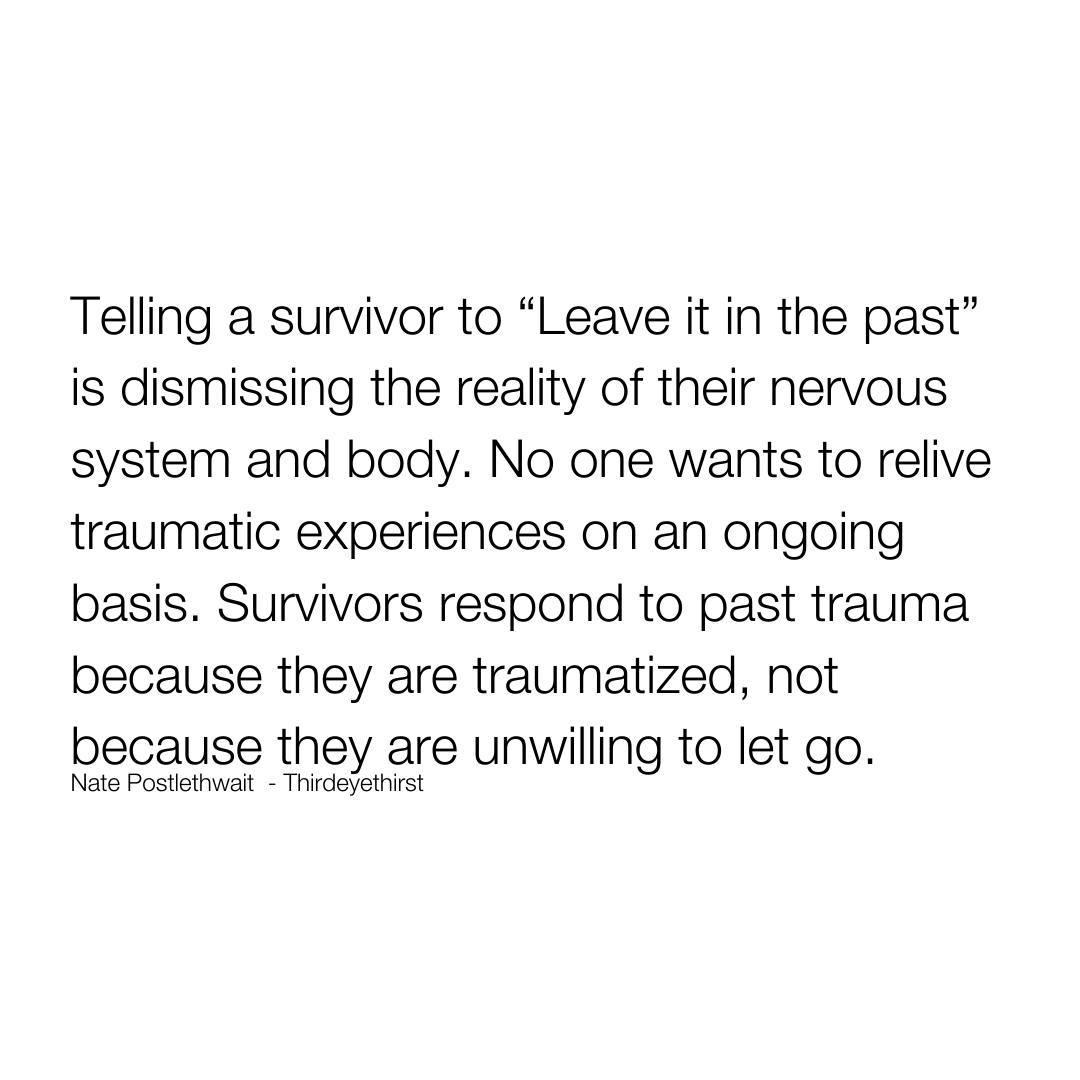 Telling a survivor to “Leave it in the past”
is dismissing the reality of their nervous
system and body. No one wants to relive
traumatic experiences on an ongoing
basis. Survivors respond to past trauma
because they are traumatized, not
because they are unwilling to let go.
Nate Postlethwait - Thirdeyethirst